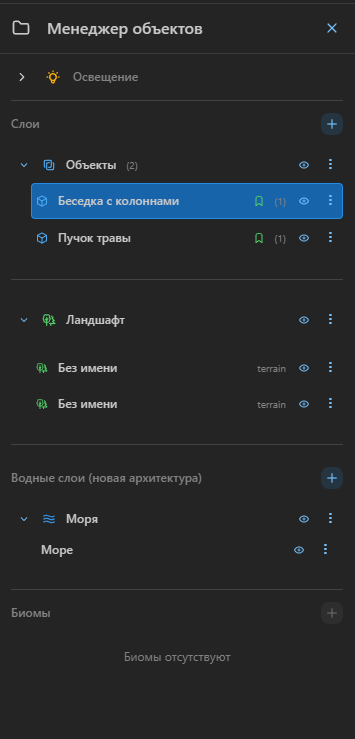 Менеджер объектов
Освещение
Слои
Объекты (2)
Беседка с колоннами (1)
Пучок травы (1)
Ландшафт
Без имени terrain
Без имени terrain
Водные слои (новая архитектура)
Моря
Море
Биомы
Биомы отсутствуют